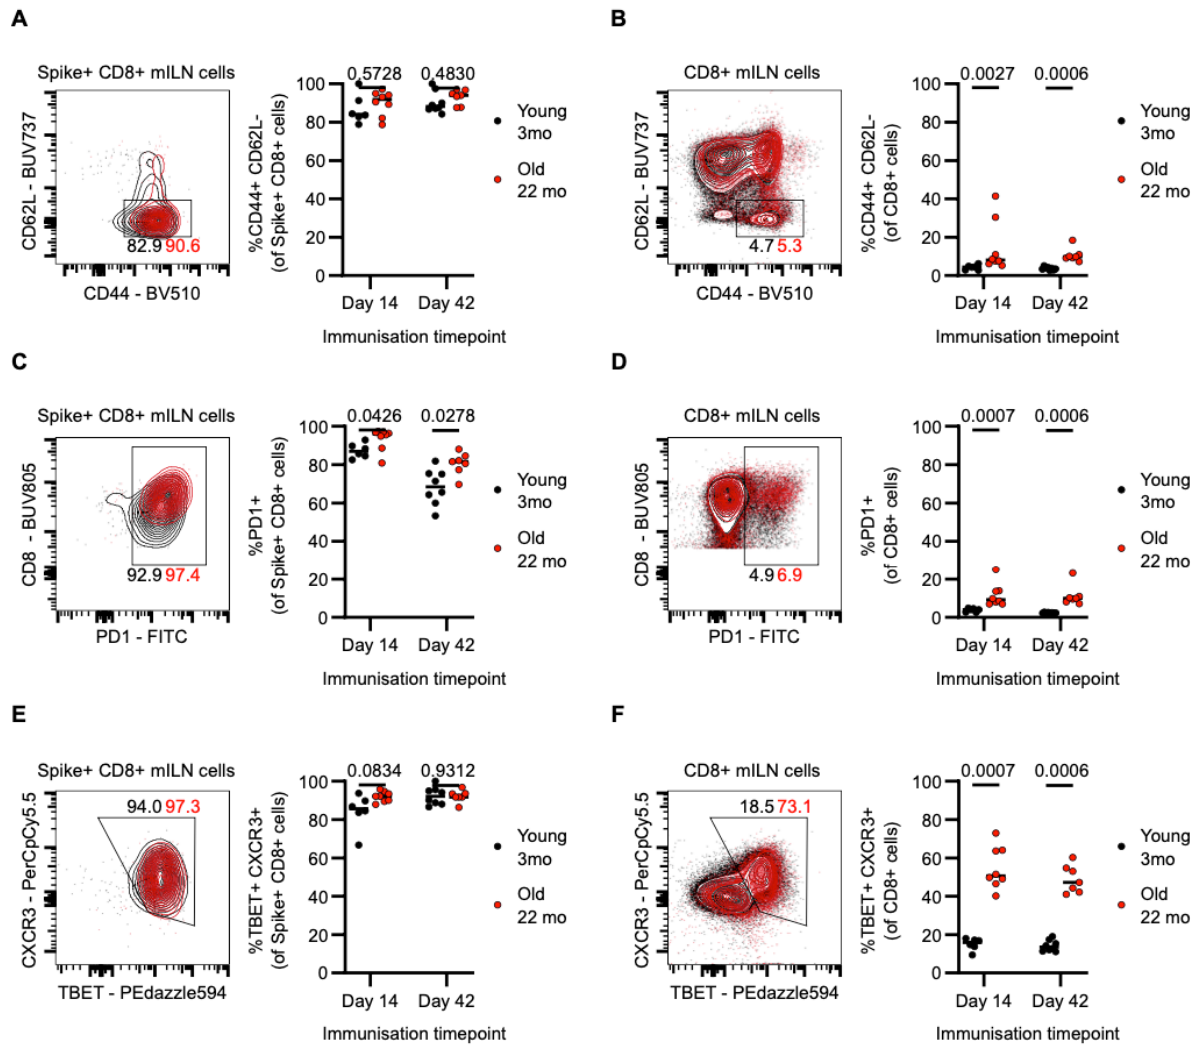 A
Spike+ CD8+ mILN cells
CD62L - BUV737
82.9 90.6
CD44 - BV510
%CD44+ CD62L-
(of Spike+ CD8+ cells)
0.5728 0.4830
100
80
60
40
20
0
Day 14 Day 42
Immunisation timepoint
Young
3mo
Old
22 mo
B
CD8+ mILN cells
CD62L - BUV737
4.7 5.3
CD44 - BV510
%CD44+ CD62L-
(of CD8+ cells)
0.0027 0.0006
100
80
60
40
20
0
Day 14 Day 42
Immunisation timepoint
Young
3mo
Old
22 mo
C
Spike+ CD8+ mILN cells
CD8 - BUV805
92.9 97.4
PD1 - FITC
%PD1+
(of Spike+ CD8+ cells)
0.0426 0.0278
100
80
60
40
20
0
Day 14 Day 42
Immunisation timepoint
Young
3mo
Old
22 mo
D
CD8+ mILN cells
CD8 - BUV805
4.9 6.9
PD1 - FITC
%PD1+
(of CD8+ cells)
0.0007 0.0006
100
80
60
40
20
0
Day 14 Day 42
Immunisation timepoint
Young
3mo
Old
22 mo
E
Spike+ CD8+ mILN cells
CXCR3 - PerCpCy5.5
94.0 97.3
TBET - PEdazzle594
%TBET+ CXCR3+
(of Spike+ CD8+ cells)
0.0834 0.9312
100
80
60
40
20
0
Day 14 Day 42
Immunisation timepoint
Young
3mo
Old
22 mo
F
CD8+ mILN cells
CXCR3 - PerCpCy5.5
18.5 73.1
TBET - PEdazzle594
%TBET+ CXCR3+
(of CD8+ cells)
0.0007 0.0006
100
80
60
40
20
0
Day 14 Day 42
Immunisation timepoint
Young
3mo
Old
22 mo